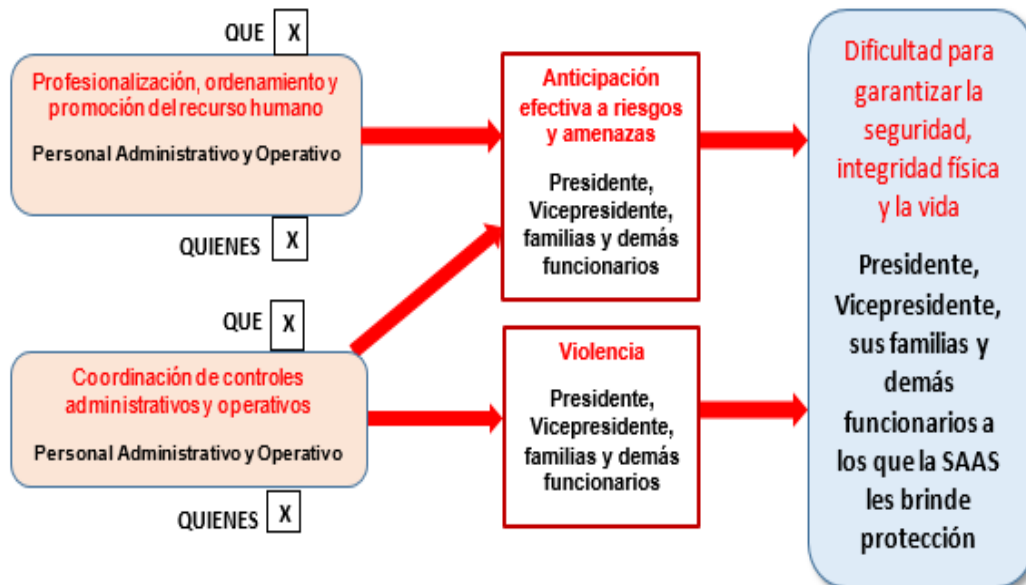 QUE X
Profesionalización, ordenamiento y
promoción del recurso humano
Personal Administrativo y Operativo
QUIENES X
QUE X
Coordinación de controles
administrativos y operativos
Personal Administrativo y Operativo
QUIENES X
Anticipación
efectiva a riesgos
y amenazas
Presidente,
Vicepresidente,
familias y demás
funcionarios
Violencia
Presidente,
Vicepresidente,
familias y demás
funcionarios
Dificultad para
garantizar la
seguridad,
integridad física
y la vida
Presidente,
Vicepresidente,
sus familias y
demás
funcionarios a
los que la SAAS
les brinde
protección